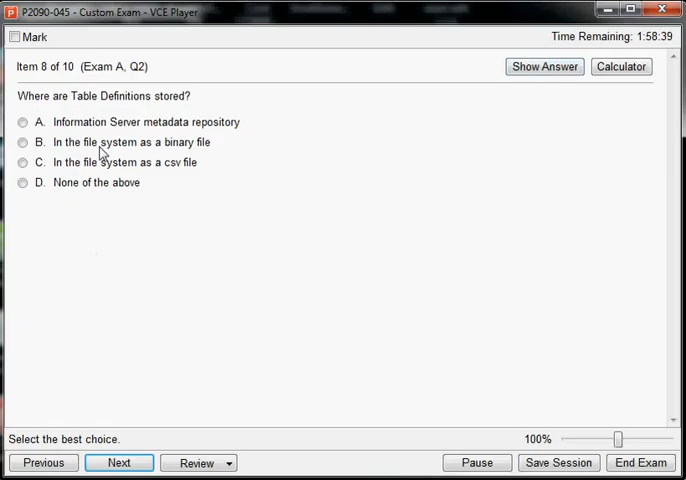 P2090-045 - Custom Exam - VCE Player
Mark
Time Remaining: 1:58:39
Item 8 of 10 (Exam A, Q2)
Show Answer
Calculator
Where are Table Definitions stored?
A. Information Server metadata repository
B. In the file system as a binary file
C. In the file system as a csv file
D. None of the above
Select the best choice.
100%
Previous
Next
Review
Pause
Save Session
End Exam